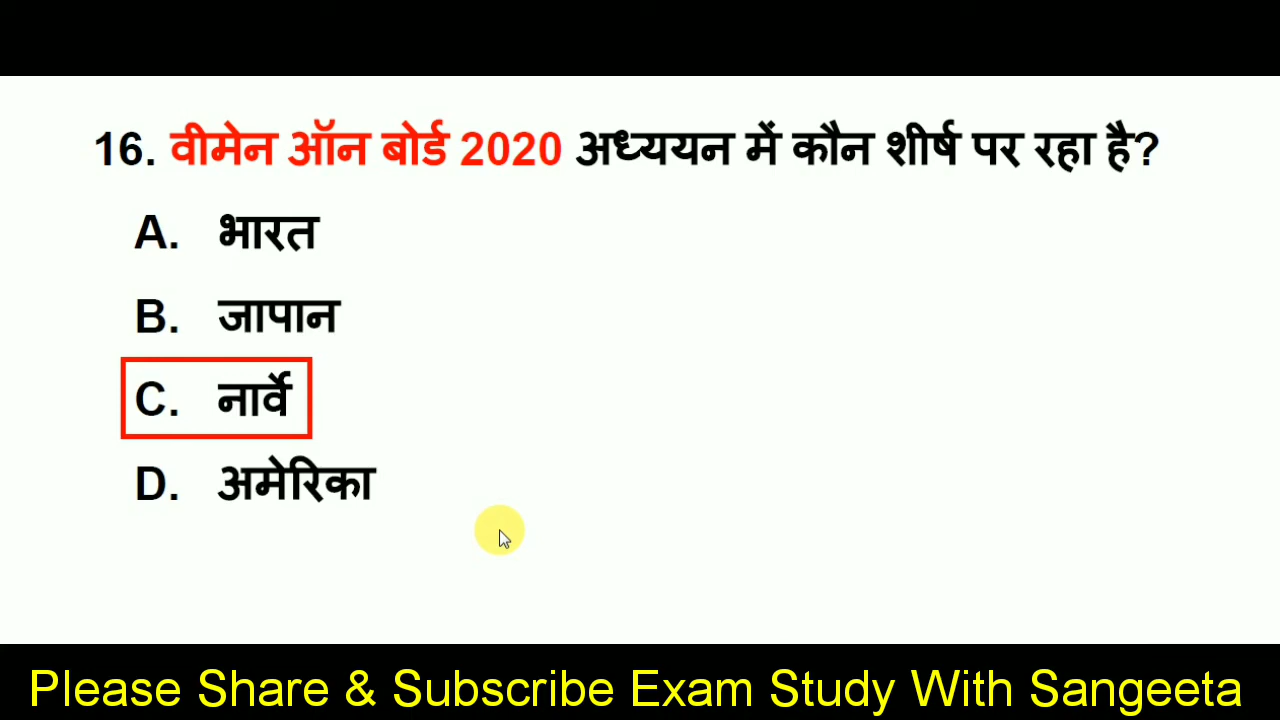 16. वीमेन ऑन बोर्ड 2020 अध्ययन में कौन शीर्ष पर रहा है?
A. भारत
B. जापान
C. नार्वे
D. अमेरिका
Please Share & Subscribe Exam Study With Sangeeta